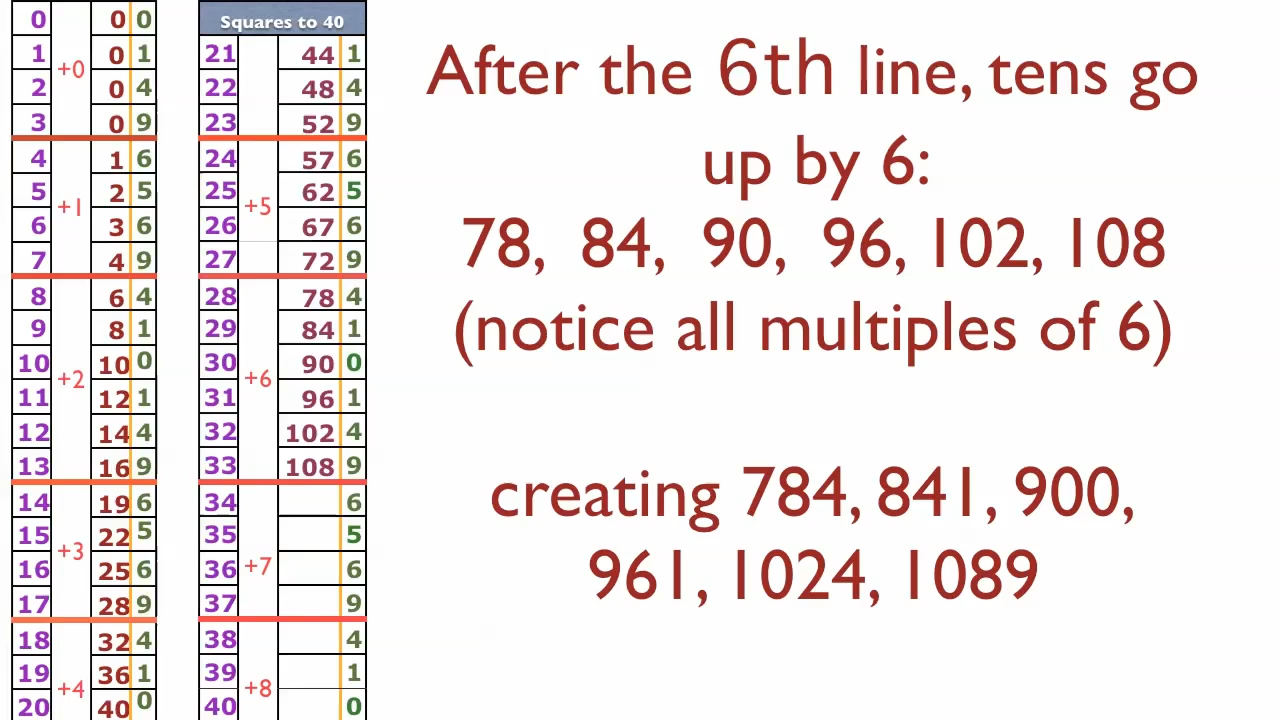 0 0 0
1 0 1
+0
2 0 4
3 0 9
4 1 6
5 2 5
+1
6 3 6
7 4 9
8 6 4
9 8 1
10 10 0
+2
11 12 1
12 14 4
13 16 9
14 19 6
15 22 5
+3
16 25 6
17 28 9
18 32 4
19 36 1
+4
20 40 0
Squares to 40
21 44 1
22 48 4
23 52 9
24 57 6
25 62 5
+5
26 67 6
27 72 9
28 78 4
29 84 1
30 90 0
+6
31 96 1
32 102 4
33 108 9
34 6
35 5
36 +7 6
37 9
38 4
39 1
+8
40 0
After the 6th line, tens go
up by 6:
78, 84, 90, 96, 102, 108
(notice all multiples of 6)
creating 784, 841, 900,
961, 1024, 1089